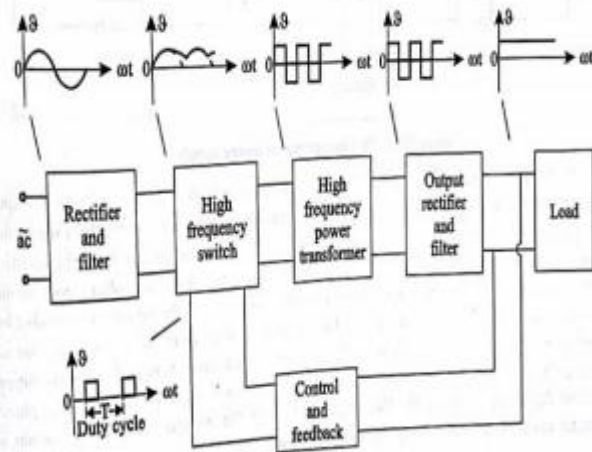 ϑ
0
ωt
ϑ
0
ωt
ϑ
0
ωt
ϑ
0
ωt
ϑ
0
ωt
ac
~
Rectifier
and
filter
High
frequency
switch
High
frequency
power
transformer
Output
rectifier
and
filter
Load
ϑ
0
ωt
T
Duty cycle
Control
and
feedback